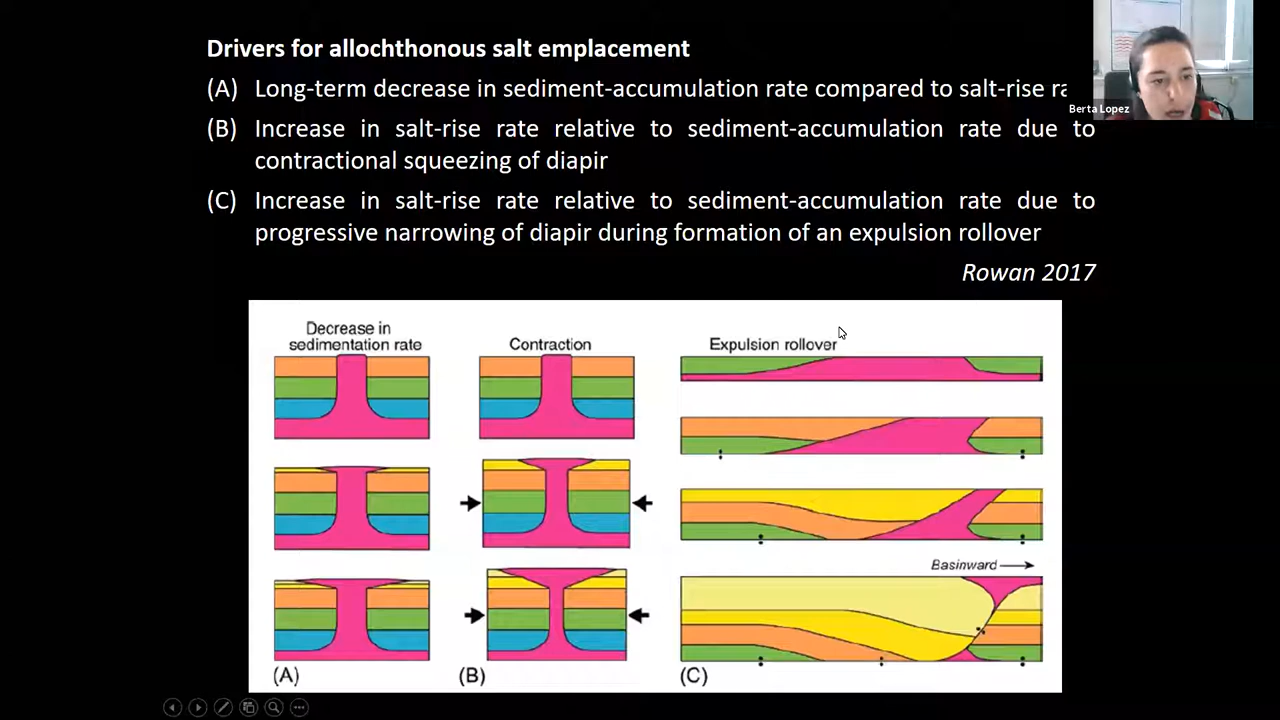 Drivers for allochthonous salt emplacement
(A) Long-term decrease in sediment-accumulation rate compared to salt-rise ra
Berta Lopez
(B) Increase in salt-rise rate relative to sediment-accumulation rate due to
contractional squeezing of diapir
(C) Increase in salt-rise rate relative to sediment-accumulation rate due to
progressive narrowing of diapir during formation of an expulsion rollover
Rowan 2017
Decrease in
sedimentation rate
Contraction
Expulsion rollover
Basinward
(A)
(B)
(C)